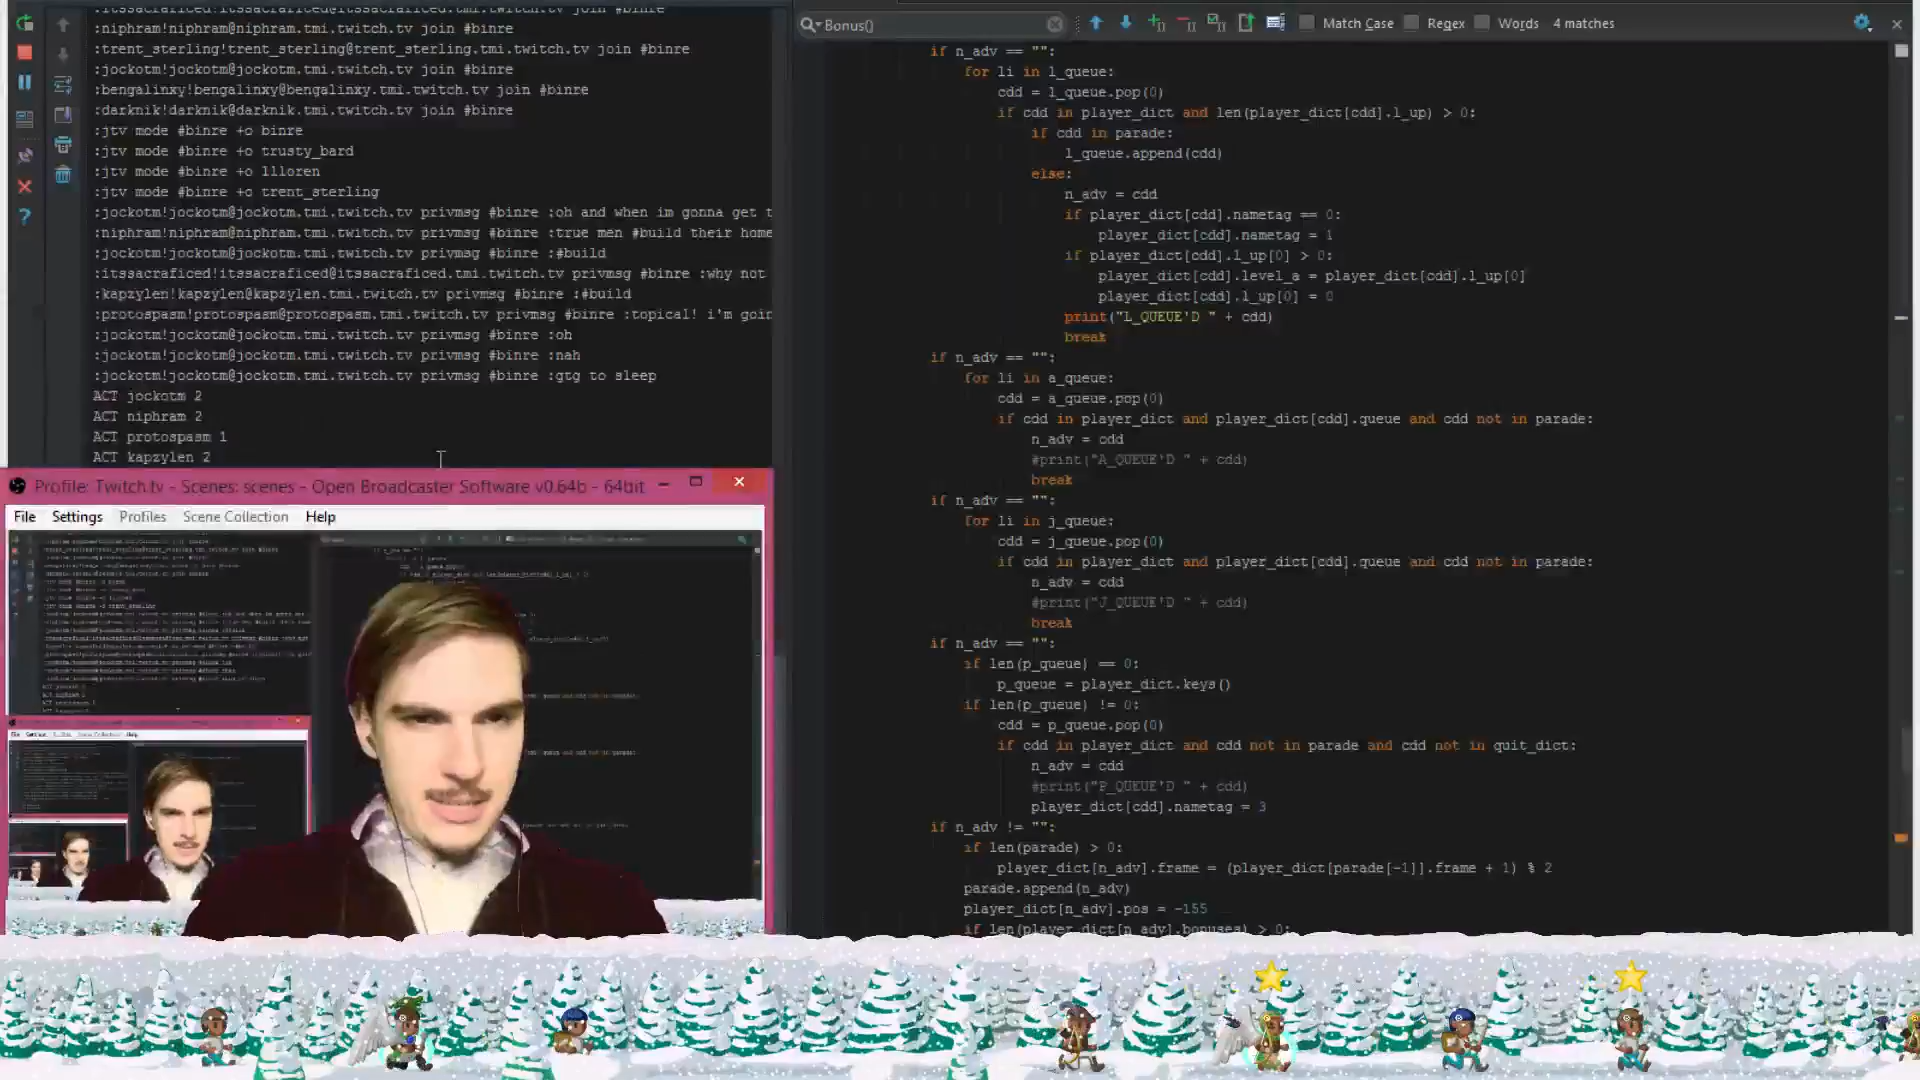 :itssacraficed!itssacraficed@itssacraficed.tmi.twitch.tv join #binre
:niphram!niphram@niphram.tmi.twitch.tv join #binre
:trent_sterling!trent_sterling@trent_sterling.tmi.twitch.tv join #binre
:jockotm!jockotm@jockotm.tmi.twitch.tv join #binre
:bengalinxy!bengalinxy@bengalinxy.tmi.twitch.tv join #binre
:darknik!darknik@darknik.tmi.twitch.tv join #binre
:jtv mode #binre +o binre
:jtv mode #binre +o trusty_bard
:jtv mode #binre +o llloren
:jtv mode #binre +o trent_sterling
:jockotm!jockotm@jockotm.tmi.twitch.tv privmsg #binre :oh and when im gonna get t
:niphram!niphram@niphram.tmi.twitch.tv privmsg #binre :true men #build their home
:jockotm!jockotm@jockotm.tmi.twitch.tv privmsg #binre :#build
:itssacraficed!itssacraficed@itssacraficed.tmi.twitch.tv privmsg #binre :why not
:kapzylen!kapzylen@kapzylen.tmi.twitch.tv privmsg #binre :#build
:protospasm!protospasm@protospasm.tmi.twitch.tv privmsg #binre :topical! i'm goin
:jockotm!jockotm@jockotm.tmi.twitch.tv privmsg #binre :oh
:jockotm!jockotm@jockotm.tmi.twitch.tv privmsg #binre :nah
:jockotm!jockotm@jockotm.tmi.twitch.tv privmsg #binre :gtg to sleep
ACT jockotm 2
ACT niphram 2
ACT protospasm 1
ACT kapzylen 2
Profile: Twitch.tv - Scenes: scenes - Open Broadcaster Software v0.64b - 64bit
File Settings Profiles Scene Collection Help
Bonus() Match Case Regex Words 4 matches
if n_adv == "":
for li in l_queue:
cdd = l_queue.pop(0)
if cdd in player_dict and len(player_dict[cdd].l_up) > 0:
if cdd in parade:
l_queue.append(cdd)
else:
n_adv = cdd
if player_dict[cdd].nametag == 0:
player_dict[cdd].nametag = 1
if player_dict[cdd].l_up[0] > 0:
player_dict[cdd].level_a = player_dict[cdd].l_up[0]
player_dict[cdd].l_up[0] = 0
print("L_QUEUE'D " + cdd)
break
if n_adv == "":
for li in a_queue:
cdd = a_queue.pop(0)
if cdd in player_dict and player_dict[cdd].queue and cdd not in parade:
n_adv = cdd
#print("A_QUEUE'D " + cdd)
break
if n_adv == "":
for li in j_queue:
cdd = j_queue.pop(0)
if cdd in player_dict and player_dict[cdd].queue and cdd not in parade:
n_adv = cdd
#print("J_QUEUE'D " + cdd)
break
if n_adv == "":
if len(p_queue) == 0:
p_queue = player_dict.keys()
if len(p_queue) != 0:
cdd = p_queue.pop(0)
if cdd in player_dict and cdd not in parade and cdd not in quit_dict:
n_adv = cdd
#print("P_QUEUE'D " + cdd)
player_dict[cdd].nametag = 3
if n_adv != "":
if len(parade) > 0:
player_dict[n_adv].frame = (player_dict[parade[-1]].frame + 1) % 2
parade.append(n_adv)
player_dict[n_adv].pos = -155
if len(player_dict[n_adv].bonuses) > 0: